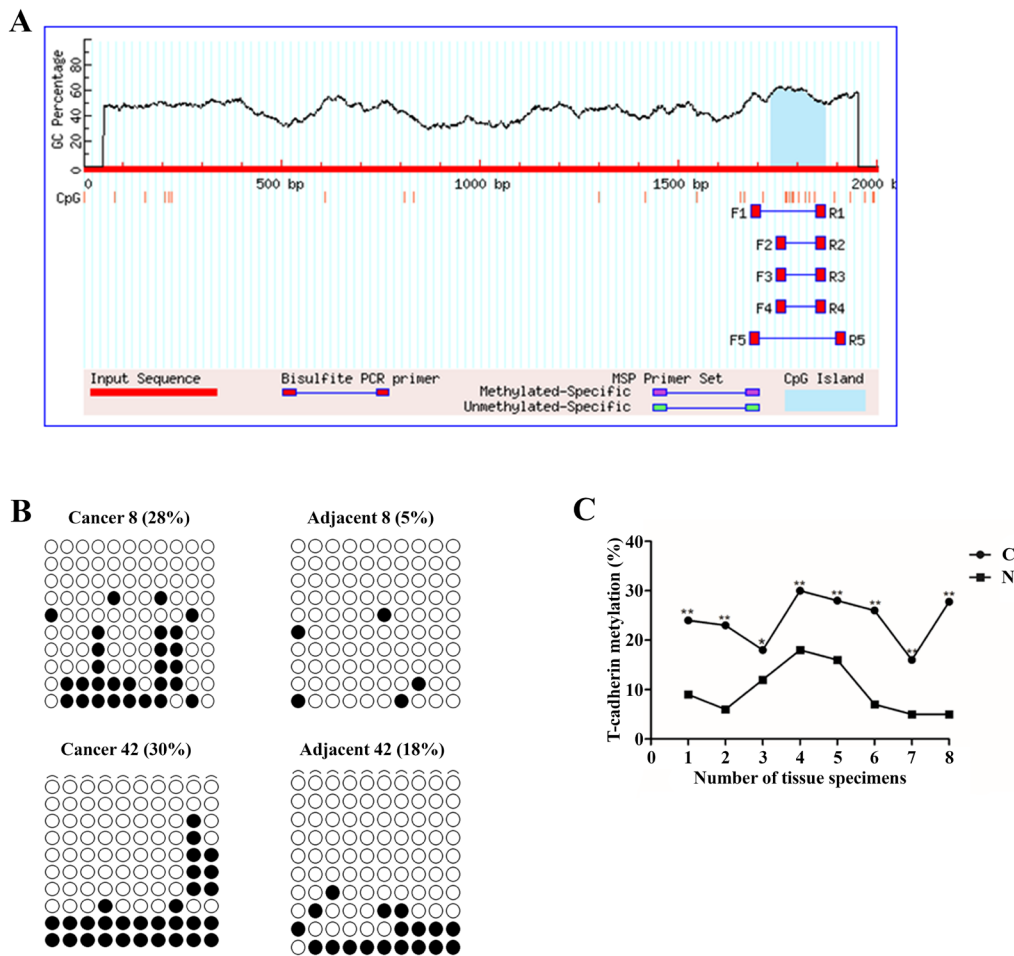 A
GC Percentage
80
60
40
20
0
0 500 bp 1000 bp 1500 bp 2000 b
CpG
F1 R1
F2 R2
F3 R3
F4 R4
F5 R5
Input Sequence Bisulfite PCR primer MSP Primer Set CpG Island
Methylated-Specific
Unmethylated-Specific
B
Cancer 8 (28%) Adjacent 8 (5%)
Cancer 42 (30%) Adjacent 42 (18%)
C
T-cadherin metylation (%)
40
30
20
10
0
** ** * ** ** ** ** **
0 1 2 3 4 5 6 7 8
Number of tissue specimens
C
N